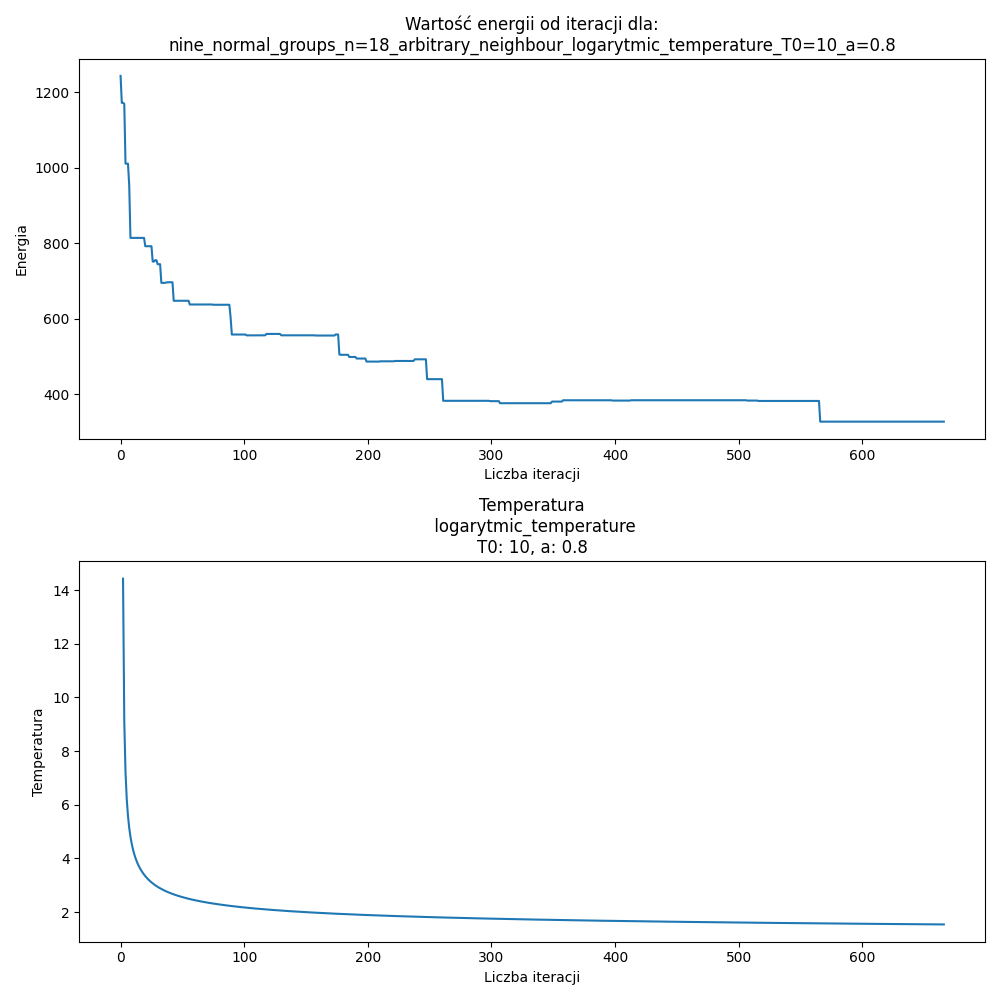 Wartość energii od iteracji dla:
nine_normal_groups_n=18_arbitrary_neighbour_logarytmic_temperature_T0=10_a=0.8
1200
1000
800
600
400
Energia
0 100 200 300 400 500 600
Liczba iteracji
Temperatura
logarytmic_temperature
T0: 10, a: 0.8
14
12
10
8
6
4
2
Temperatura
0 100 200 300 400 500 600
Liczba iteracji